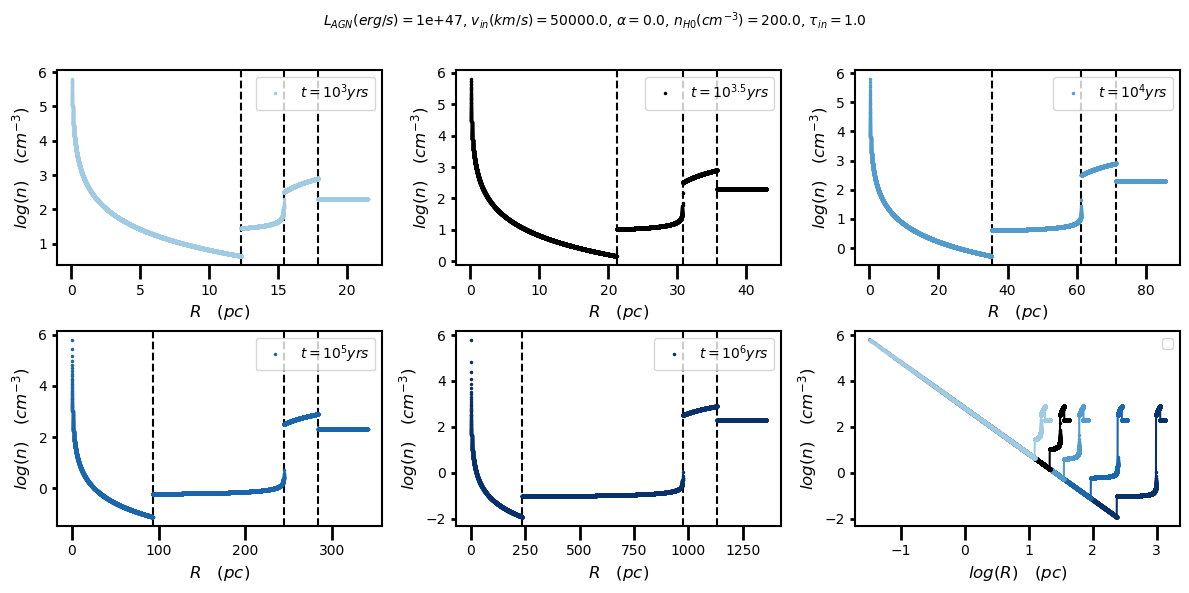 L_AGN(erg/s) = 1e+47, v_in(km/s) = 50000.0, α = 0.0, n_H0(cm^−3) = 200.0, τ_in = 1.0
6
5
4
3
2
1
log(n) (cm^−3)
t = 10^3 yrs
0 5 10 15 20
R (pc)
6
5
4
3
2
1
0
log(n) (cm^−3)
t = 10^3.5 yrs
0 10 20 30 40
R (pc)
6
5
4
3
2
1
0
log(n) (cm^−3)
t = 10^4 yrs
0 20 40 60 80
R (pc)
6
4
2
0
log(n) (cm^−3)
t = 10^5 yrs
0 100 200 300
R (pc)
6
4
2
0
−2
log(n) (cm^−3)
t = 10^6 yrs
0 250 500 750 1000 1250
R (pc)
6
4
2
0
−2
log(n) (cm^−3)
−1 0 1 2 3
log(R) (pc)